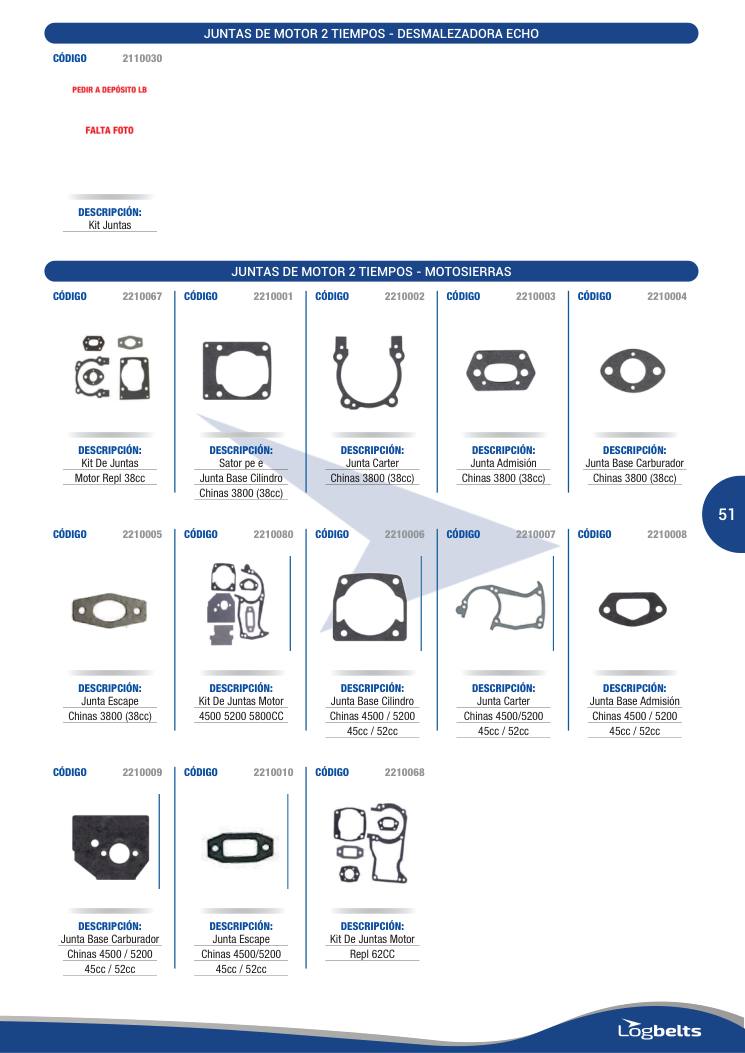 JUNTAS DE MOTOR 2 TIEMPOS - DESMALEZADORA ECHO
CÓDIGO 2110030
PEDIR A DEPÓSITO LB
FALTA FOTO
DESCRIPCIÓN:
Kit Juntas
JUNTAS DE MOTOR 2 TIEMPOS - MOTOSIERRAS
CÓDIGO 2210067
DESCRIPCIÓN:
Kit De Juntas
Motor Repl 38cc
CÓDIGO 2210001
DESCRIPCIÓN:
Sator pe e
Junta Base Cilindro
Chinas 3800 (38cc)
CÓDIGO 2210002
DESCRIPCIÓN:
Junta Carter
Chinas 3800 (38cc)
CÓDIGO 2210003
DESCRIPCIÓN:
Junta Admisión
Chinas 3800 (38cc)
CÓDIGO 2210004
DESCRIPCIÓN:
Junta Base Carburador
Chinas 3800 (38cc)
51
CÓDIGO 2210005
DESCRIPCIÓN:
Junta Escape
Chinas 3800 (38cc)
CÓDIGO 2210080
DESCRIPCIÓN:
Kit De Juntas Motor
4500 5200 5800CC
CÓDIGO 2210006
DESCRIPCIÓN:
Junta Base Cilindro
Chinas 4500 / 5200
45cc / 52cc
CÓDIGO 2210007
DESCRIPCIÓN:
Junta Carter
Chinas 4500/5200
45cc / 52cc
CÓDIGO 2210008
DESCRIPCIÓN:
Junta Base Admisión
Chinas 4500 / 5200
45cc / 52cc
CÓDIGO 2210009
DESCRIPCIÓN:
Junta Base Carburador
Chinas 4500 / 5200
45cc / 52cc
CÓDIGO 2210010
DESCRIPCIÓN:
Junta Escape
Chinas 4500/5200
45cc / 52cc
CÓDIGO 2210068
DESCRIPCIÓN:
Kit De Juntas Motor
Repl 62CC
Logbelts